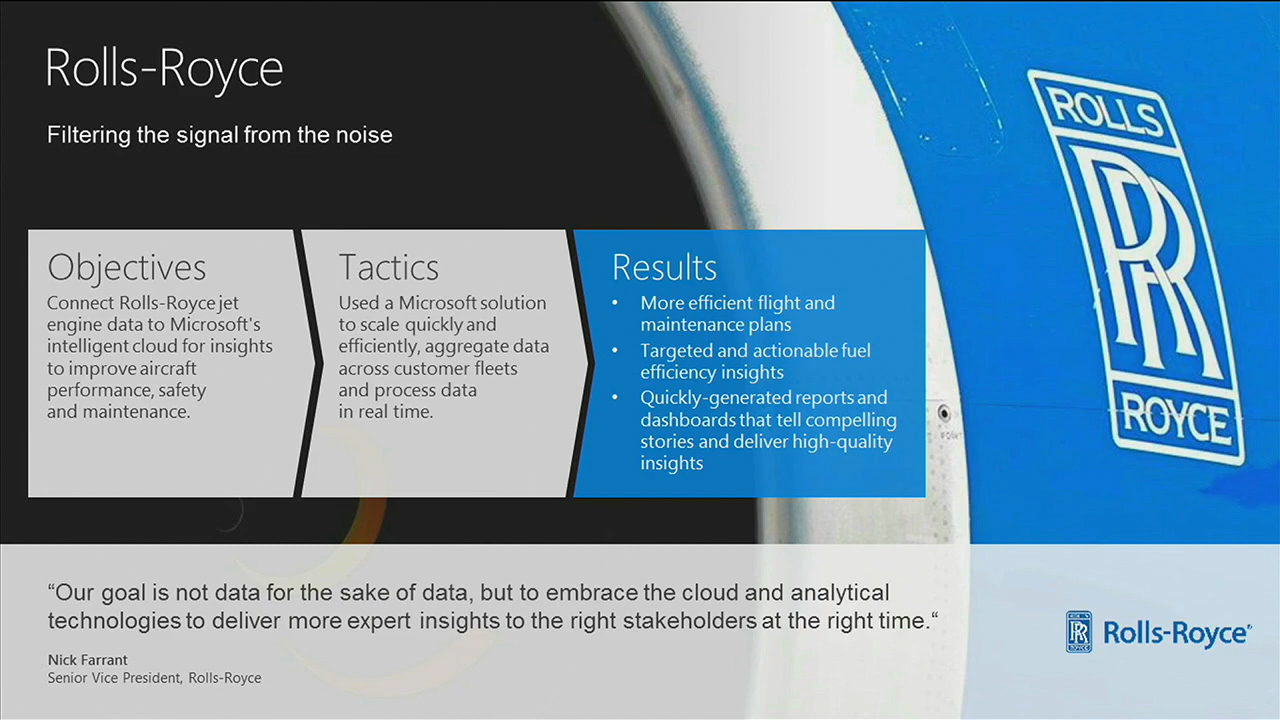 Rolls-Royce
Filtering the signal from the noise
ROLLS
RR
ROYCE
Objectives
Connect Rolls-Royce jet
engine data to Microsoft's
intelligent cloud for insights
to improve aircraft
performance, safety
and maintenance.
Tactics
Used a Microsoft solution
to scale quickly and
efficiently, aggregate data
across customer fleets
and process data
in real time.
Results
• More efficient flight and
maintenance plans
• Targeted and actionable fuel
efficiency insights
• Quickly-generated reports and
dashboards that tell compelling
stories and deliver high-quality
insights
“Our goal is not data for the sake of data, but to embrace the cloud and analytical
technologies to deliver more expert insights to the right stakeholders at the right time.“
Nick Farrant
Senior Vice President, Rolls-Royce
ROLLS
RR
ROYCE
Rolls-Royce